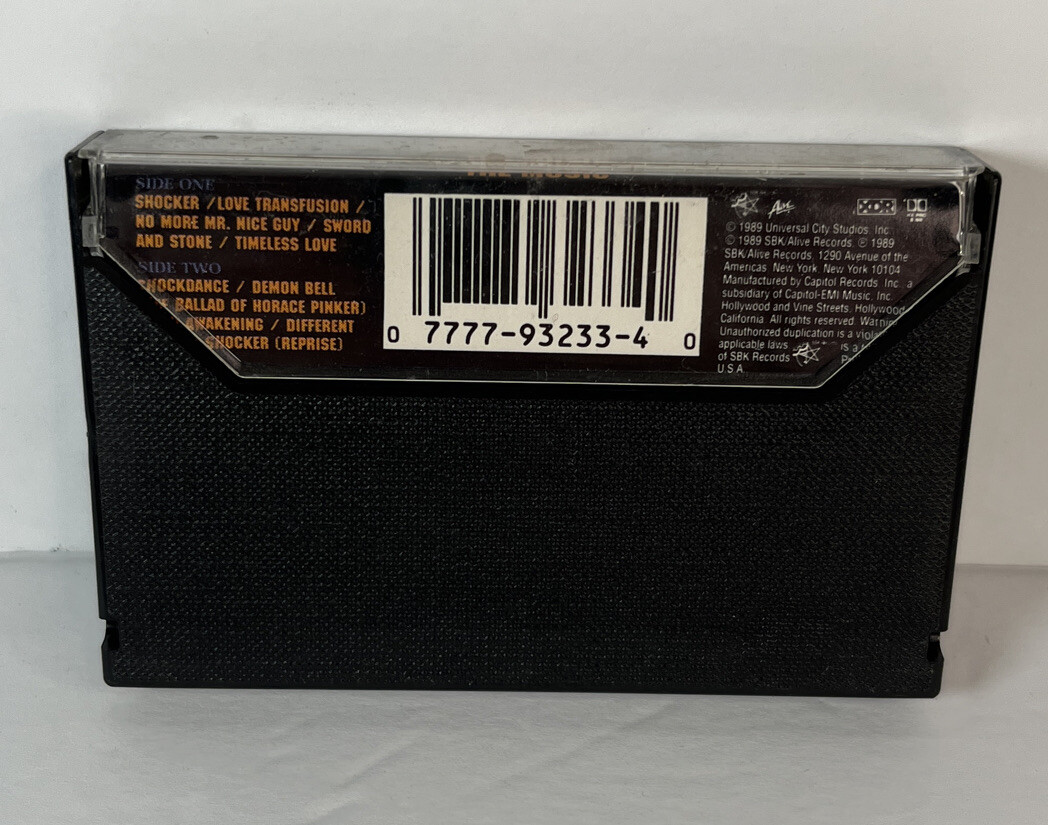 THE MUSIC
SIDE ONE
SHOCKER /LOVE TRANSFUSION /
NO MORE MR. NICE GUY / SWORD
AND STONE / TIMELESS LOVE
SIDE TWO
SHOCKDANCE / DEMON BELL
BALLAD OF HORACE PINKER)
AWAKENING / DIFFERENT
SHOCKER (REPRISE)
0 7777-93233-4 0
XDR
© 1989 Universal City Studios. Inc
© 1989 SBK/Alive Records. ℗ 1989
SBK/Alive Records, 1290 Avenue of the
Americas. New York. New York 10104
Manufactured by Capitol Records. Inc. a
subsidiary of Capitol-EMI Music, Inc.
Hollywood and Vine Streets. Hollywood
California. All rights reserved.
Unauthorized duplication is a
applicable laws is a
of SBK Records
U.S.A.